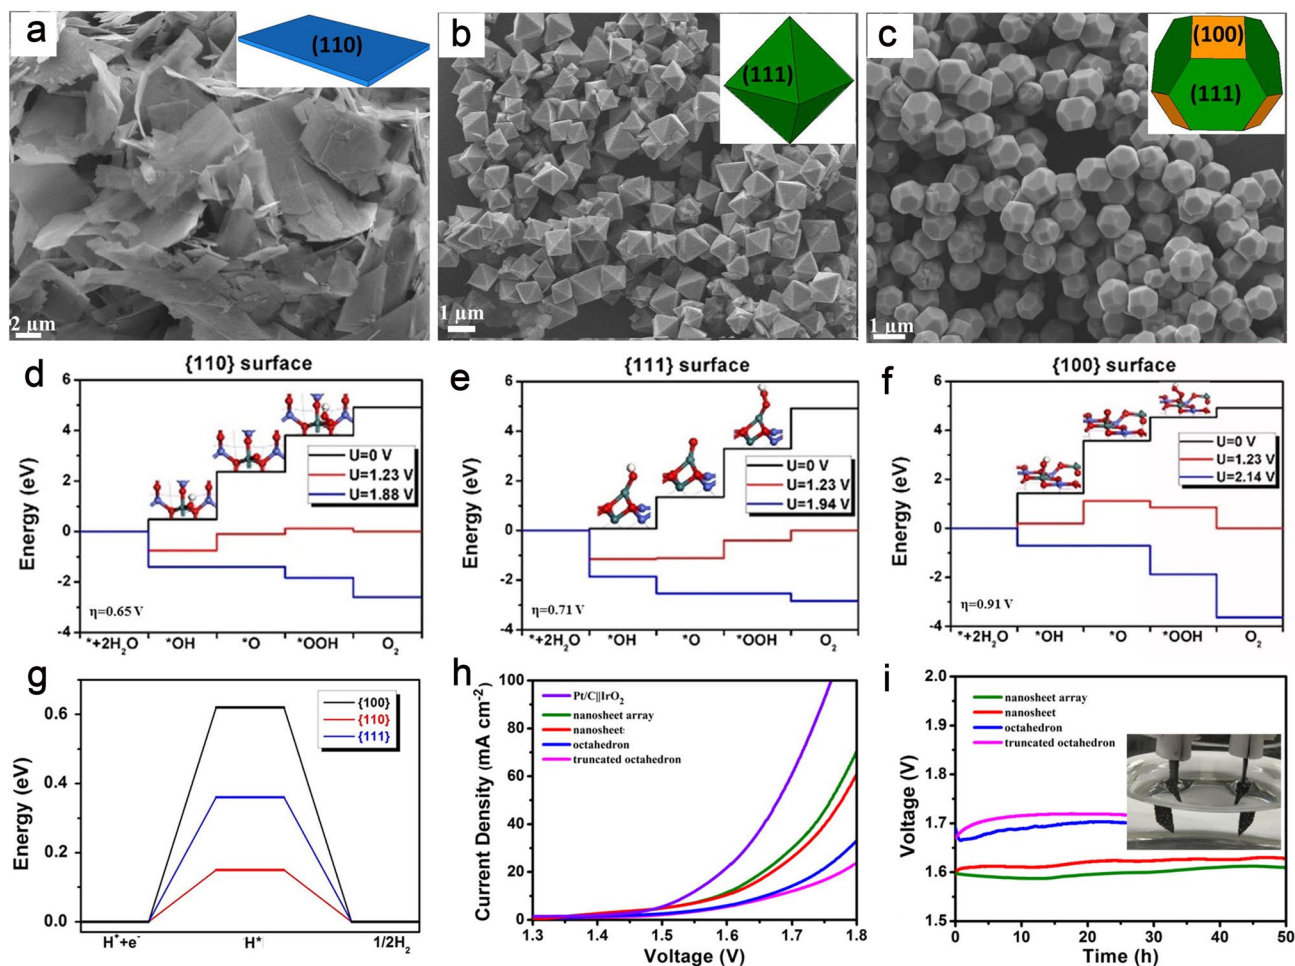 a
(110)
2 µm
b
(111)
1 µm
c
(100)
(111)
1 µm
d
{110} surface
Energy (eV)
6
4
2
0
-2
-4
U=0 V
U=1.23 V
U=1.88 V
η=0.65 V
*+2H₂O
*OH
*O
*OOH
O₂
e
{111} surface
Energy (eV)
6
4
2
0
-2
-4
U=0 V
U=1.23 V
U=1.94 V
η=0.71 V
*+2H₂O
*OH
*O
*OOH
O₂
f
{100} surface
Energy (eV)
6
4
2
0
-2
-4
U=0 V
U=1.23 V
U=2.14 V
η=0.91 V
*+2H₂O
*OH
*O
*OOH
O₂
g
Energy (eV)
0.6
0.4
0.2
0.0
{100}
{110}
{111}
H⁺+e⁻
H*
1/2H₂
h
Current Density (mA cm⁻²)
100
80
60
40
20
0
Pt/C||IrO₂
nanosheet array
nanosheet
octahedron
truncated octahedron
1.3 1.4 1.5 1.6 1.7 1.8
Voltage (V)
i
Voltage (V)
2.0
1.9
1.8
1.7
1.6
1.5
nanosheet array
nanosheet
octahedron
truncated octahedron
0 10 20 30 40 50
Time (h)